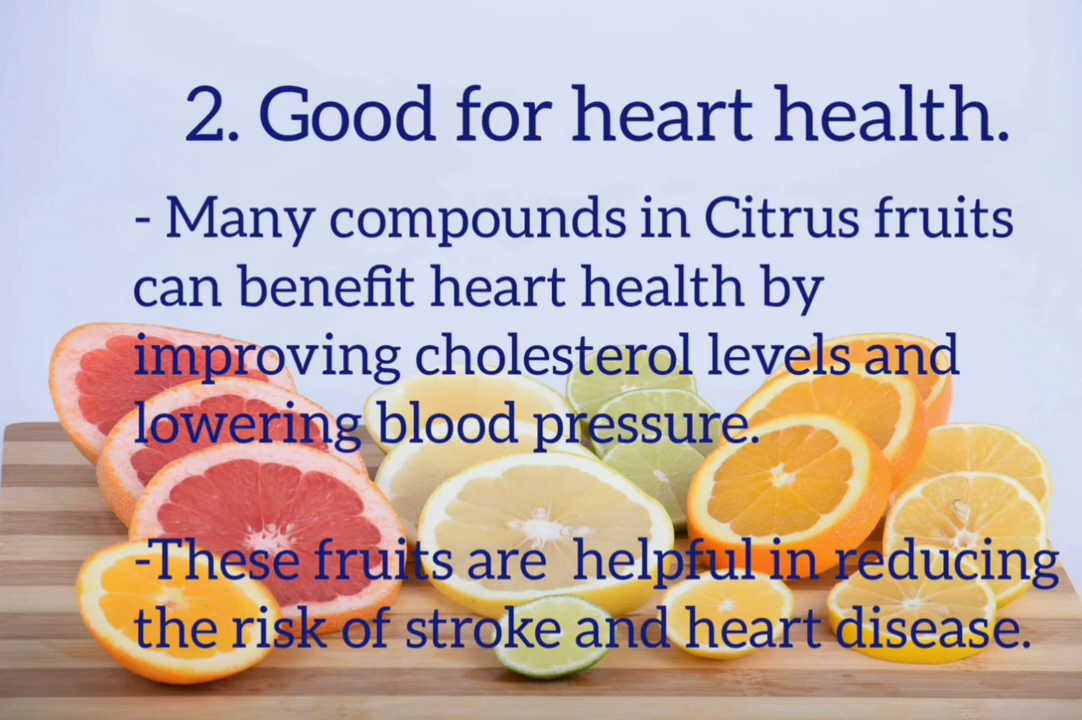 2. Good for heart health.
- Many compounds in Citrus fruits
can benefit heart health by
improving cholesterol levels and
lowering blood pressure.
-These fruits are  helpful in reducing
the risk of stroke and heart disease.